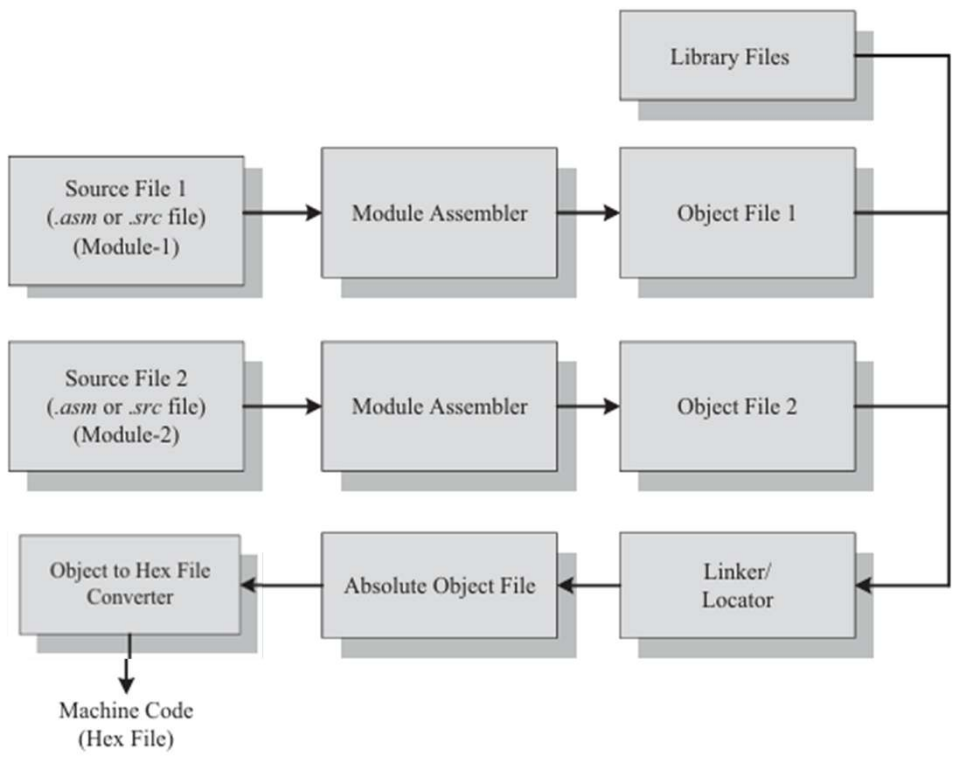 Library Files
Source File 1
(.asm or .src file)
(Module-1)
Module Assembler
Object File 1
Source File 2
(.asm or .src file)
(Module-2)
Module Assembler
Object File 2
Object to Hex File
Converter
Absolute Object File
Linker/
Locator
Machine Code
(Hex File)